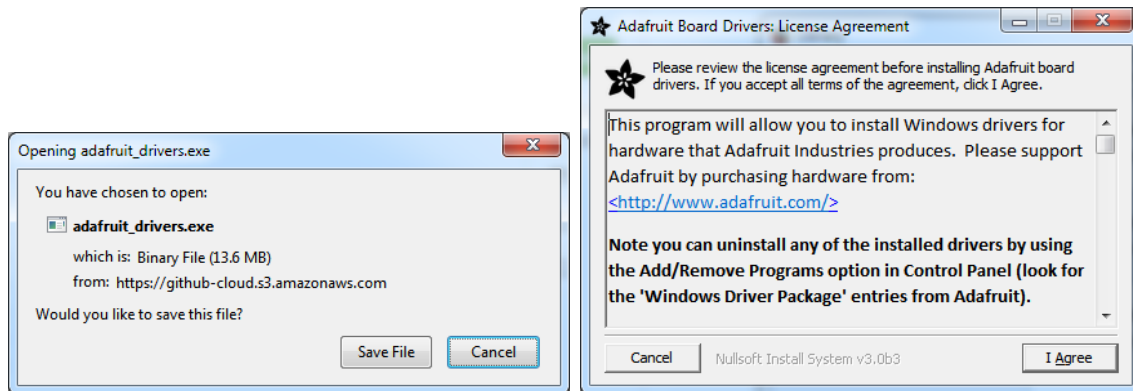 Opening adafruit_drivers.exe
You have chosen to open:
adafruit_drivers.exe
which is: Binary File (13.6 MB)
from: https://github-cloud.s3.amazonaws.com
Would you like to save this file?
Save File
Cancel
Adafruit Board Drivers: License Agreement
Please review the license agreement before installing Adafruit board
drivers. If you accept all terms of the agreement, click I Agree.
This program will allow you to install Windows drivers for
hardware that Adafruit Industries produces.  Please support
Adafruit by purchasing hardware from:
<http://www.adafruit.com/>
Note you can uninstall any of the installed drivers by using
the Add/Remove Programs option in Control Panel (look for
the 'Windows Driver Package' entries from Adafruit).
Cancel
Nullsoft Install System v3.0b3
I Agree